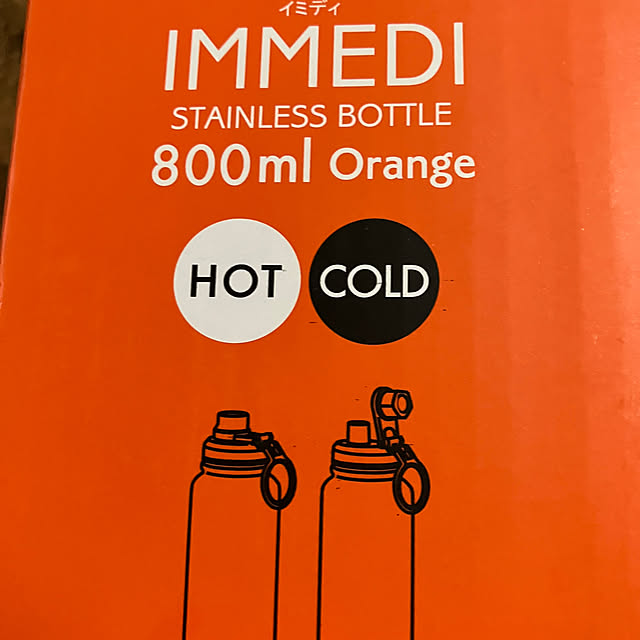 イミディ
IMMEDI
STAINLESS BOTTLE
800ml Orange
HOT
COLD